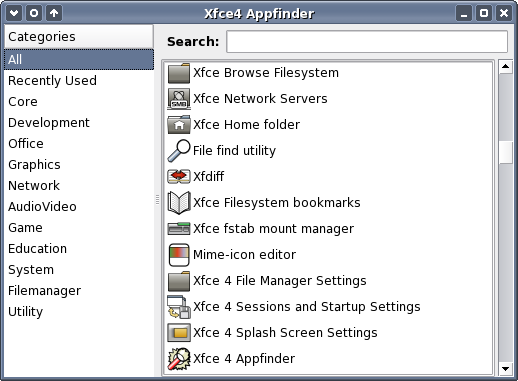 Xfce4 Appfinder
Categories
All
Recently Used
Core
Development
Office
Graphics
Network
AudioVideo
Game
Education
System
Filemanager
Utility
Search:
Xfce Browse Filesystem
SMB
Xfce Network Servers
Xfce Home folder
File find utility
Xfdiff
Xfce Filesystem bookmarks
Xfce fstab mount manager
Mime-icon editor
Xfce 4 File Manager Settings
Xfce 4 Sessions and Startup Settings
Xfce 4 Splash Screen Settings
Xfce 4 Appfinder